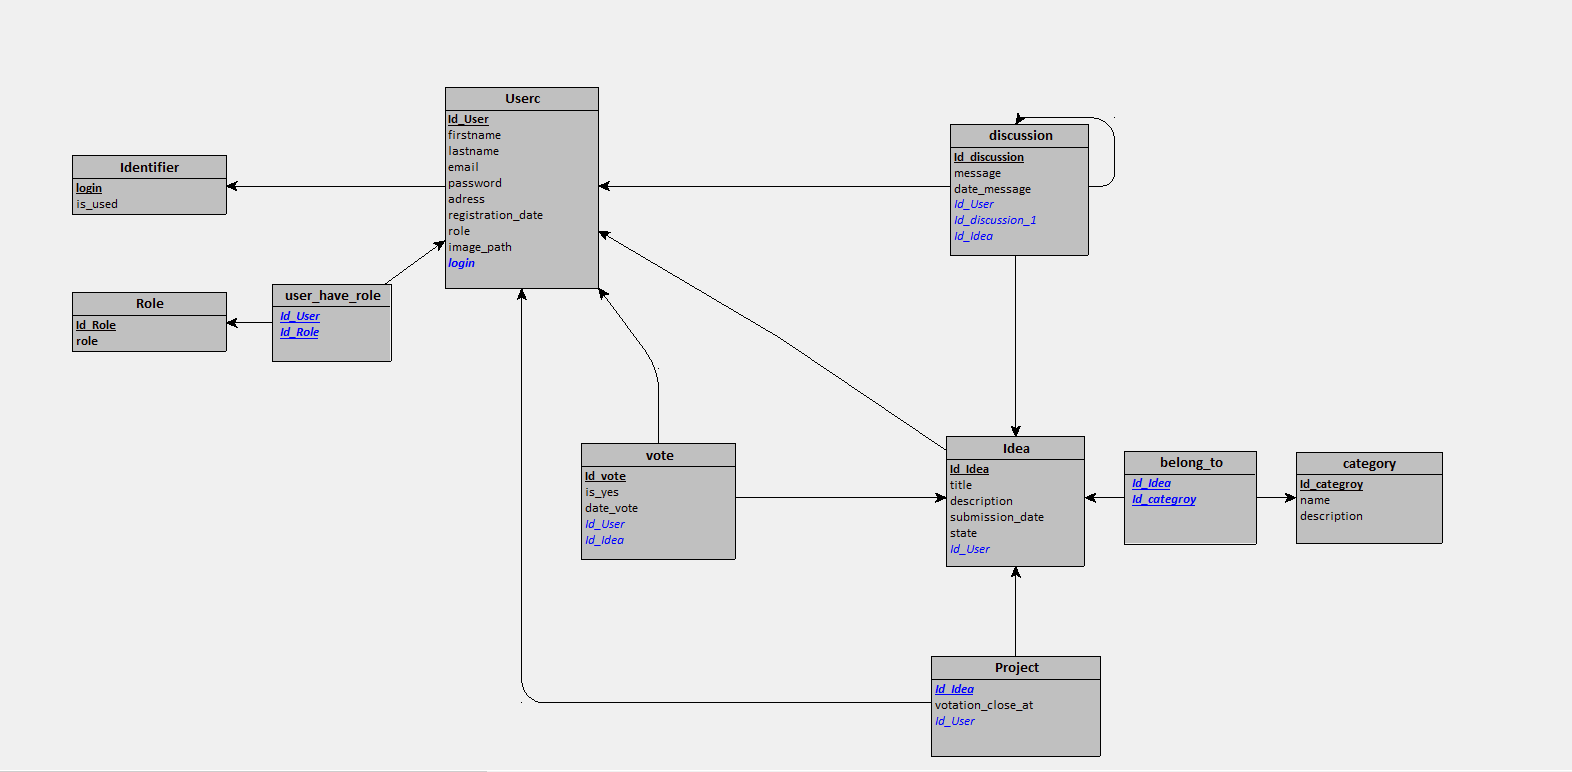 Userc
Id_User
firstname
lastname
email
password
adress
registration_date
role
image_path
login
discussion
Id_discussion
message
date_message
Id_User
Id_discussion_1
Id_Idea
Identifier
login
is_used
Role
Id_Role
role
user_have_role
Id_User
Id_Role
vote
Id_vote
is_yes
date_vote
Id_User
Id_Idea
Idea
Id_Idea
title
description
submission_date
state
Id_User
belong_to
Id_Idea
Id_categroy
category
Id_categroy
name
description
Project
Id_Idea
votation_close_at
Id_User